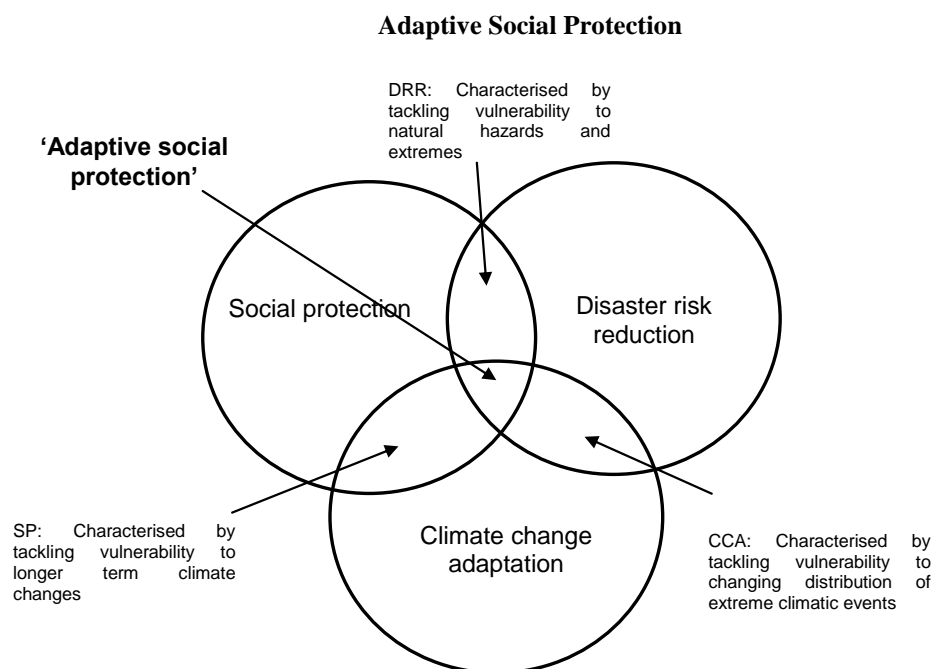 Adaptive Social Protection
DRR: Characterised by
tackling vulnerability to
natural hazards and
extremes
‘Adaptive social
protection’
Social protection
Disaster risk
reduction
SP: Characterised by
tackling vulnerability to
longer term climate
changes
Climate change
adaptation
CCA: Characterised by
tackling vulnerability to
changing distribution of
extreme climatic events